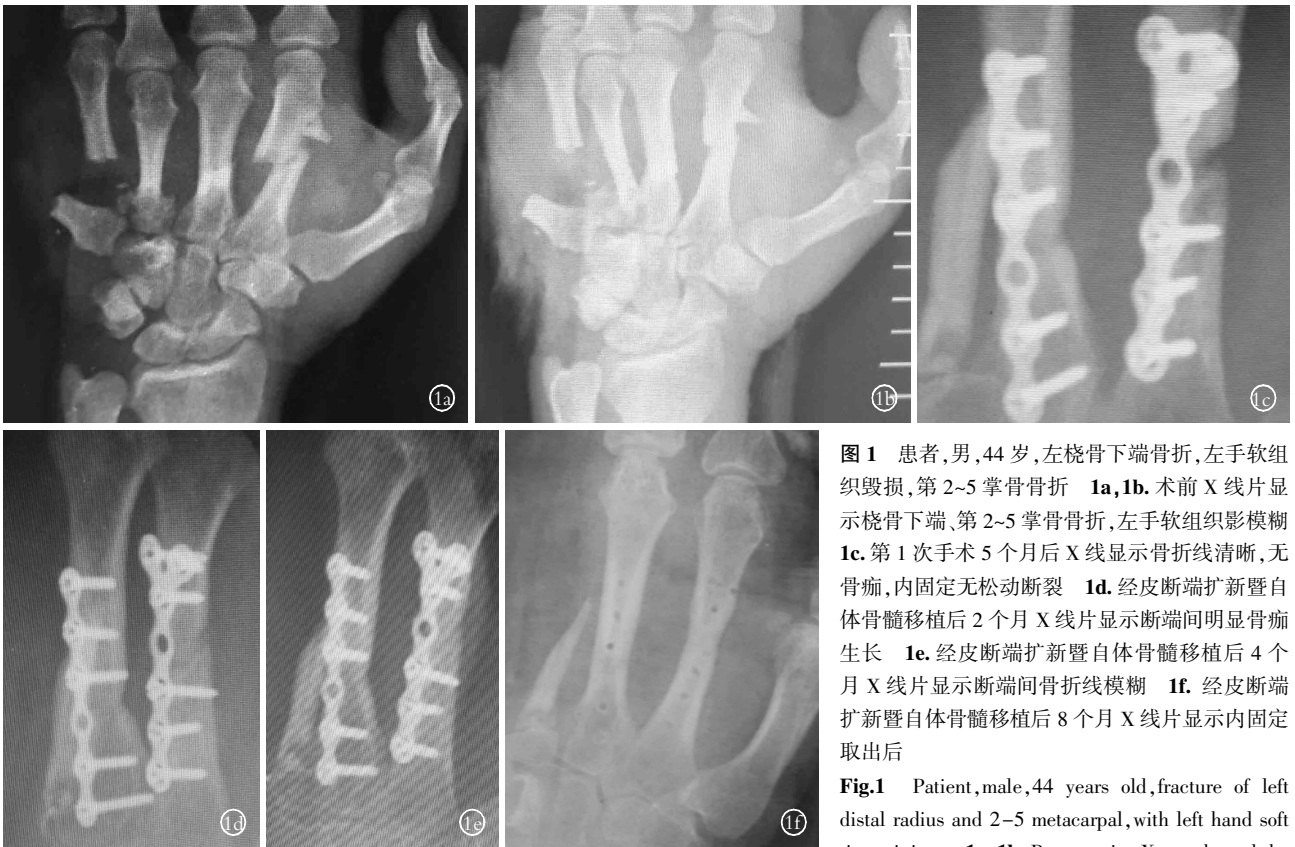 1a
1b
1c
1d
1e
1f
图 1 患者,男,44 岁,左桡骨下端骨折,左手软组
织毁损,第 2~5 掌骨骨折 1a,1b. 术前 X 线片显
示桡骨下端、第 2~5 掌骨骨折,左手软组织影模糊
1c. 第 1 次手术 5 个月后 X 线显示骨折线清晰,无
骨痂,内固定无松动断裂 1d. 经皮断端扩新暨自
体骨髓移植后 2 个月 X 线片显示断端间明显骨痂
生长 1e. 经皮断端扩新暨自体骨髓移植后 4 个
月 X 线片显示断端间骨折线模糊 1f. 经皮断端
扩新暨自体骨髓移植后 8 个月 X 线片显示内固定
取出后
Fig.1 Patient,male,44 years old,fracture of left
distal radius and 2-5 metacarpal,with left hand soft